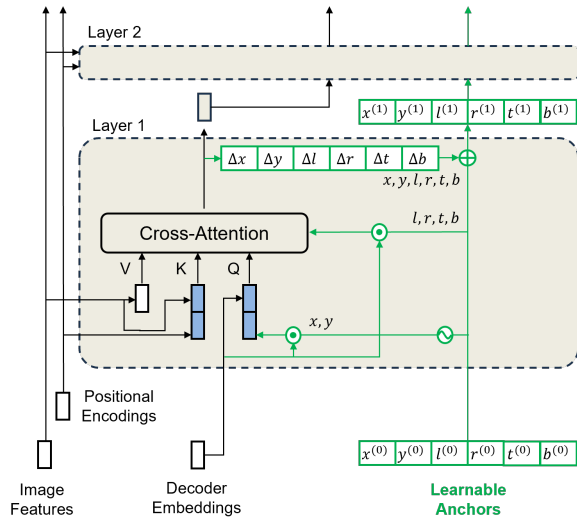 Layer 2
x⁽¹⁾ y⁽¹⁾ l⁽¹⁾ r⁽¹⁾ t⁽¹⁾ b⁽¹⁾
Layer 1
Δx Δy Δl Δr Δt Δb
x, y, l, r, t, b
l, r, t, b
Cross-Attention
V K Q
x, y
Positional
Encodings
x⁽⁰⁾ y⁽⁰⁾ l⁽⁰⁾ r⁽⁰⁾ t⁽⁰⁾ b⁽⁰⁾
Image
Features
Decoder
Embeddings
Learnable
Anchors